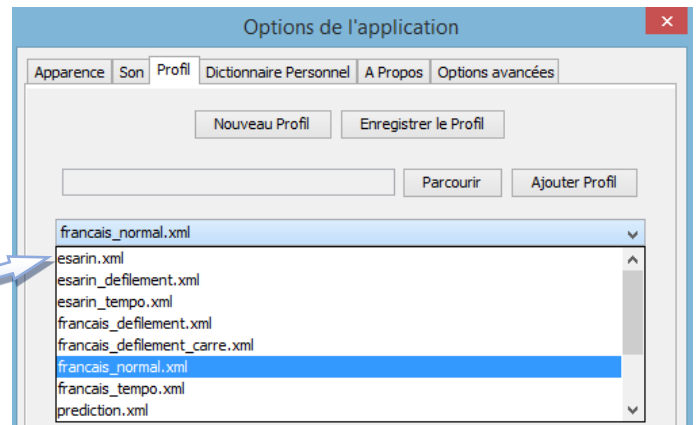 Options de l'application
Apparence Son Profil Dictionnaire Personnel A Propos Options avancées
Nouveau Profil Enregistrer le Profil
Parcourir Ajouter Profil
francais_normal.xml
esarin.xml
esarin_defilement.xml
esarin_tempo.xml
francais_defilement.xml
francais_defilement_carre.xml
francais_normal.xml
francais_tempo.xml
prediction.xml